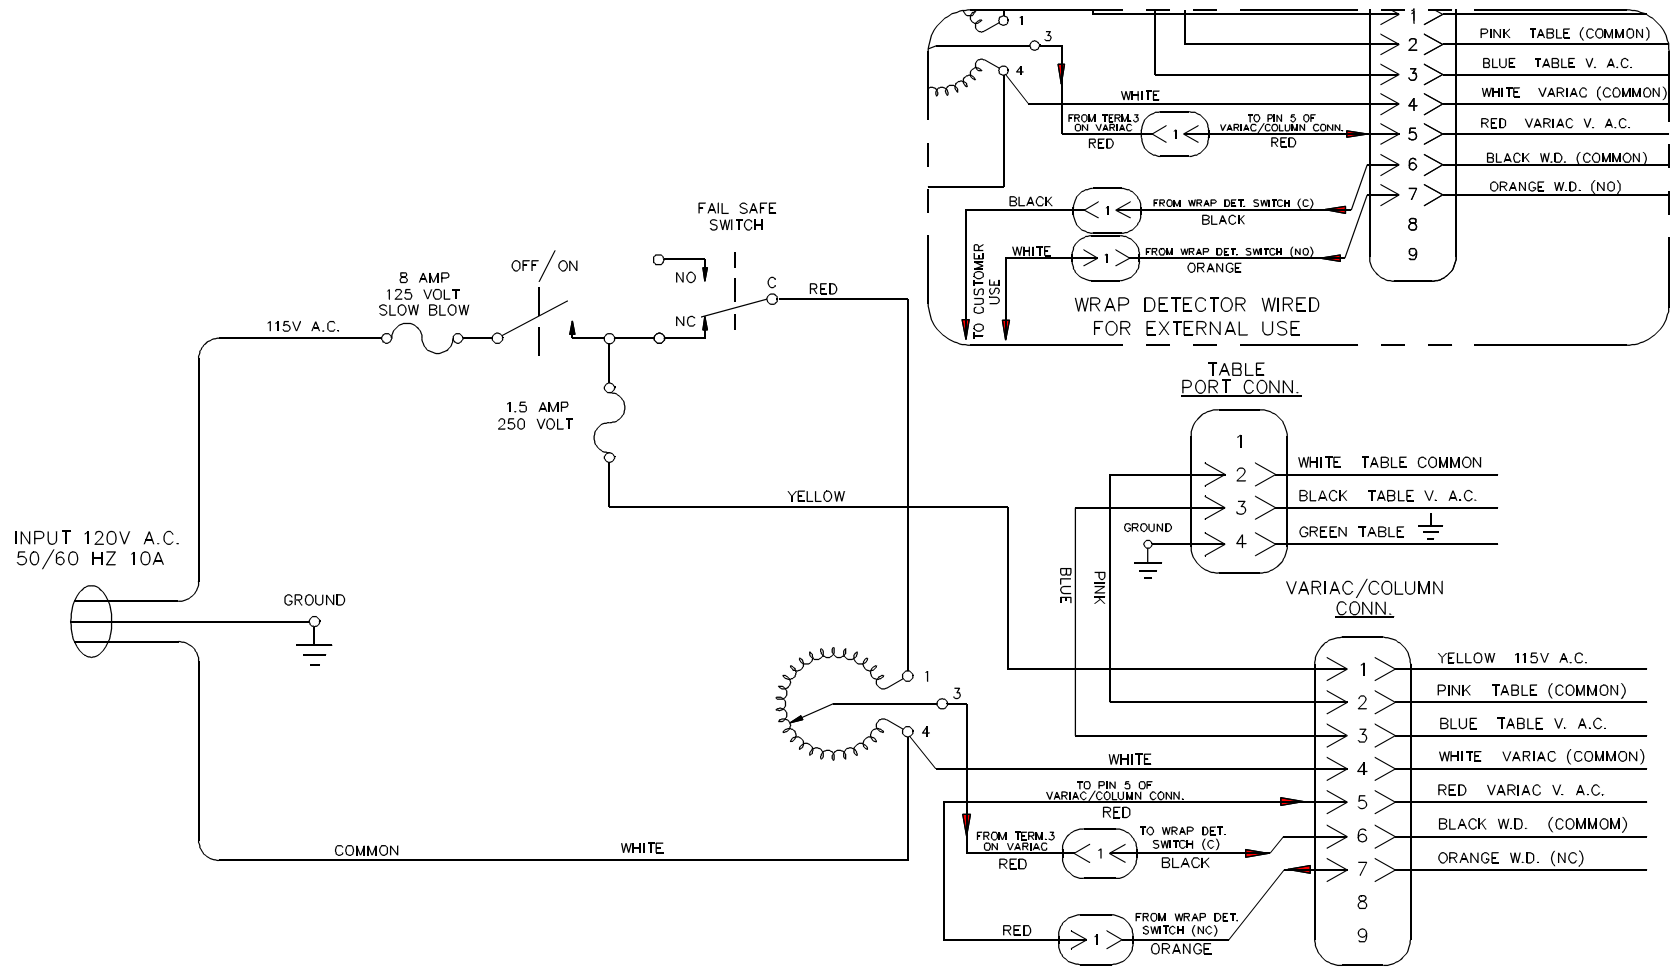 1
3
4
WHITE
FROM TERM.3
ON VARIAC
RED
1
TO PIN 5 OF
VARIAC/COLUMN CONN.
RED
BLACK
1
FROM WRAP DET. SWITCH (C)
BLACK
WHITE
1
FROM WRAP DET. SWITCH (NO)
ORANGE
TO CUSTOMER
USE
WRAP DETECTOR WIRED
FOR EXTERNAL USE
1
2
3
4
5
6
7
8
9
PINK TABLE (COMMON)
BLUE TABLE V. A.C.
WHITE VARIAC (COMMON)
RED VARIAC V. A.C.
BLACK W.D. (COMMON)
ORANGE W.D. (NO)
FAIL SAFE
SWITCH
OFF/ON
NO
C
RED
NC
8 AMP
125 VOLT
SLOW BLOW
115V A.C.
1.5 AMP
250 VOLT
YELLOW
INPUT 120V A.C.
50/60 HZ 10A
GROUND
COMMON
WHITE
1
3
4
TABLE
PORT CONN.
1
2
3
4
WHITE TABLE COMMON
BLACK TABLE V. A.C.
GREEN TABLE
GROUND
BLUE
PINK
VARIAC/COLUMN
CONN.
1
2
3
4
5
6
7
8
9
YELLOW 115V A.C.
PINK TABLE (COMMON)
BLUE TABLE V. A.C.
WHITE VARIAC (COMMON)
RED VARIAC V. A.C.
BLACK W.D. (COMMOM)
ORANGE W.D. (NC)
WHITE
TO PIN 5 OF
VARIAC/COLUMN CONN.
RED
FROM TERM.3
ON VARIAC
RED
1
TO WRAP DET.
SWITCH (C)
BLACK
RED
1
FROM WRAP DET.
SWITCH (NC)
ORANGE